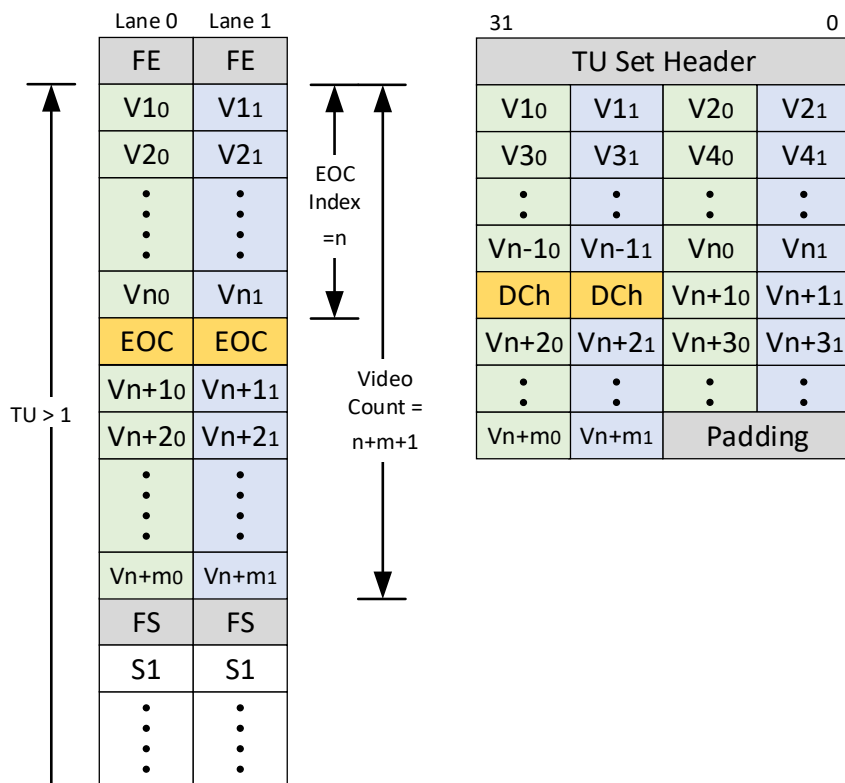 Lane 0 Lane 1
FE FE
V10 V11
V20 V21
Vn0 Vn1
EOC EOC
Vn+10 Vn+11
Vn+20 Vn+21
Vn+m0 Vn+m1
FS FS
S1 S1
TU > 1
EOC
Index
=n
Video
Count =
n+m+1
31 0
TU Set Header
V10 V11 V20 V21
V30 V31 V40 V41
Vn-10 Vn-11 Vn0 Vn1
DCh DCh Vn+10 Vn+11
Vn+20 Vn+21 Vn+30 Vn+31
Vn+m0 Vn+m1 Padding